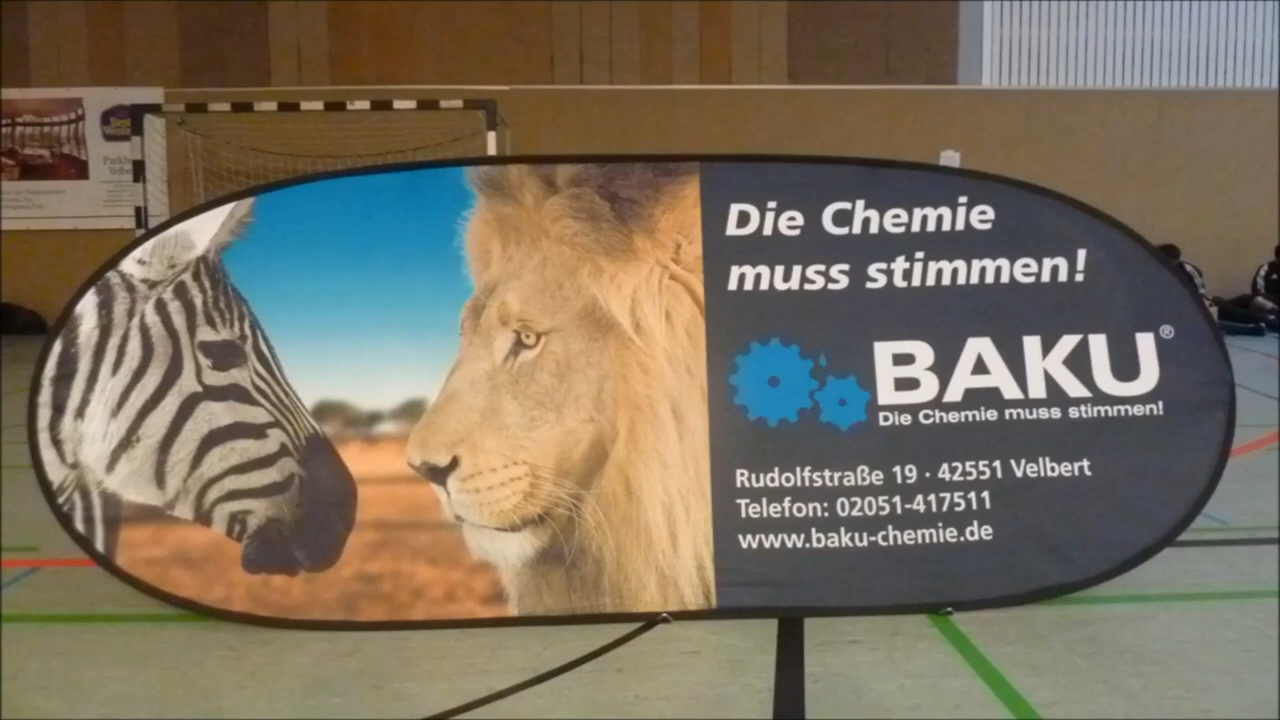 Die Chemie
muss stimmen!
BAKU®
Die Chemie muss stimmen!
Rudolfstraße 19 · 42551 Velbert
Telefon: 02051-417511
www.baku-chemie.de
Best